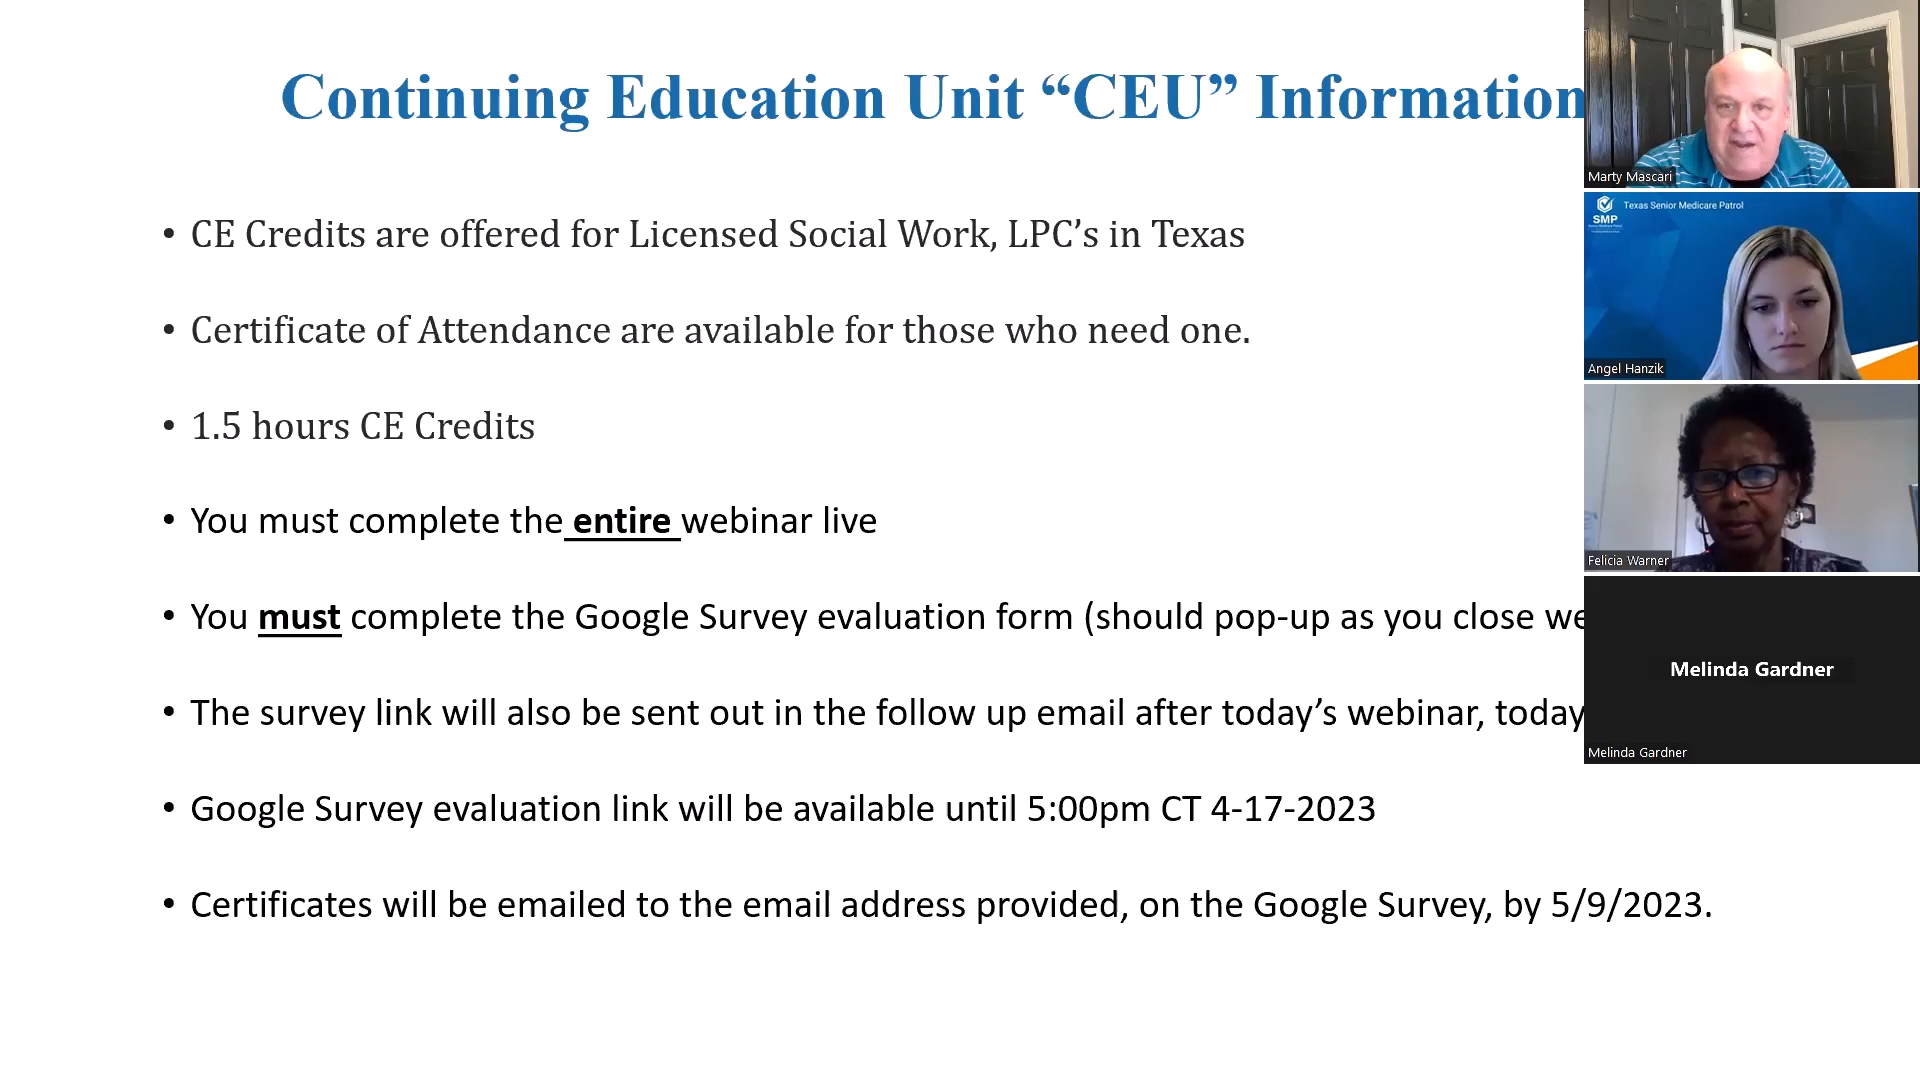 Continuing Education Unit “CEU” Information
• CE Credits are offered for Licensed Social Work, LPC’s in Texas
• Certificate of Attendance are available for those who need one.
• 1.5 hours CE Credits
• You must complete the entire webinar live
• You must complete the Google Survey evaluation form (should pop-up as you close we
• The survey link will also be sent out in the follow up email after today’s webinar, today
• Google Survey evaluation link will be available until 5:00pm CT 4-17-2023
• Certificates will be emailed to the email address provided, on the Google Survey, by 5/9/2023.
Marty Mascari
SMP
Texas Senior Medicare Patrol
Angel Hanzik
Felicia Warner
Melinda Gardner
Melinda Gardner